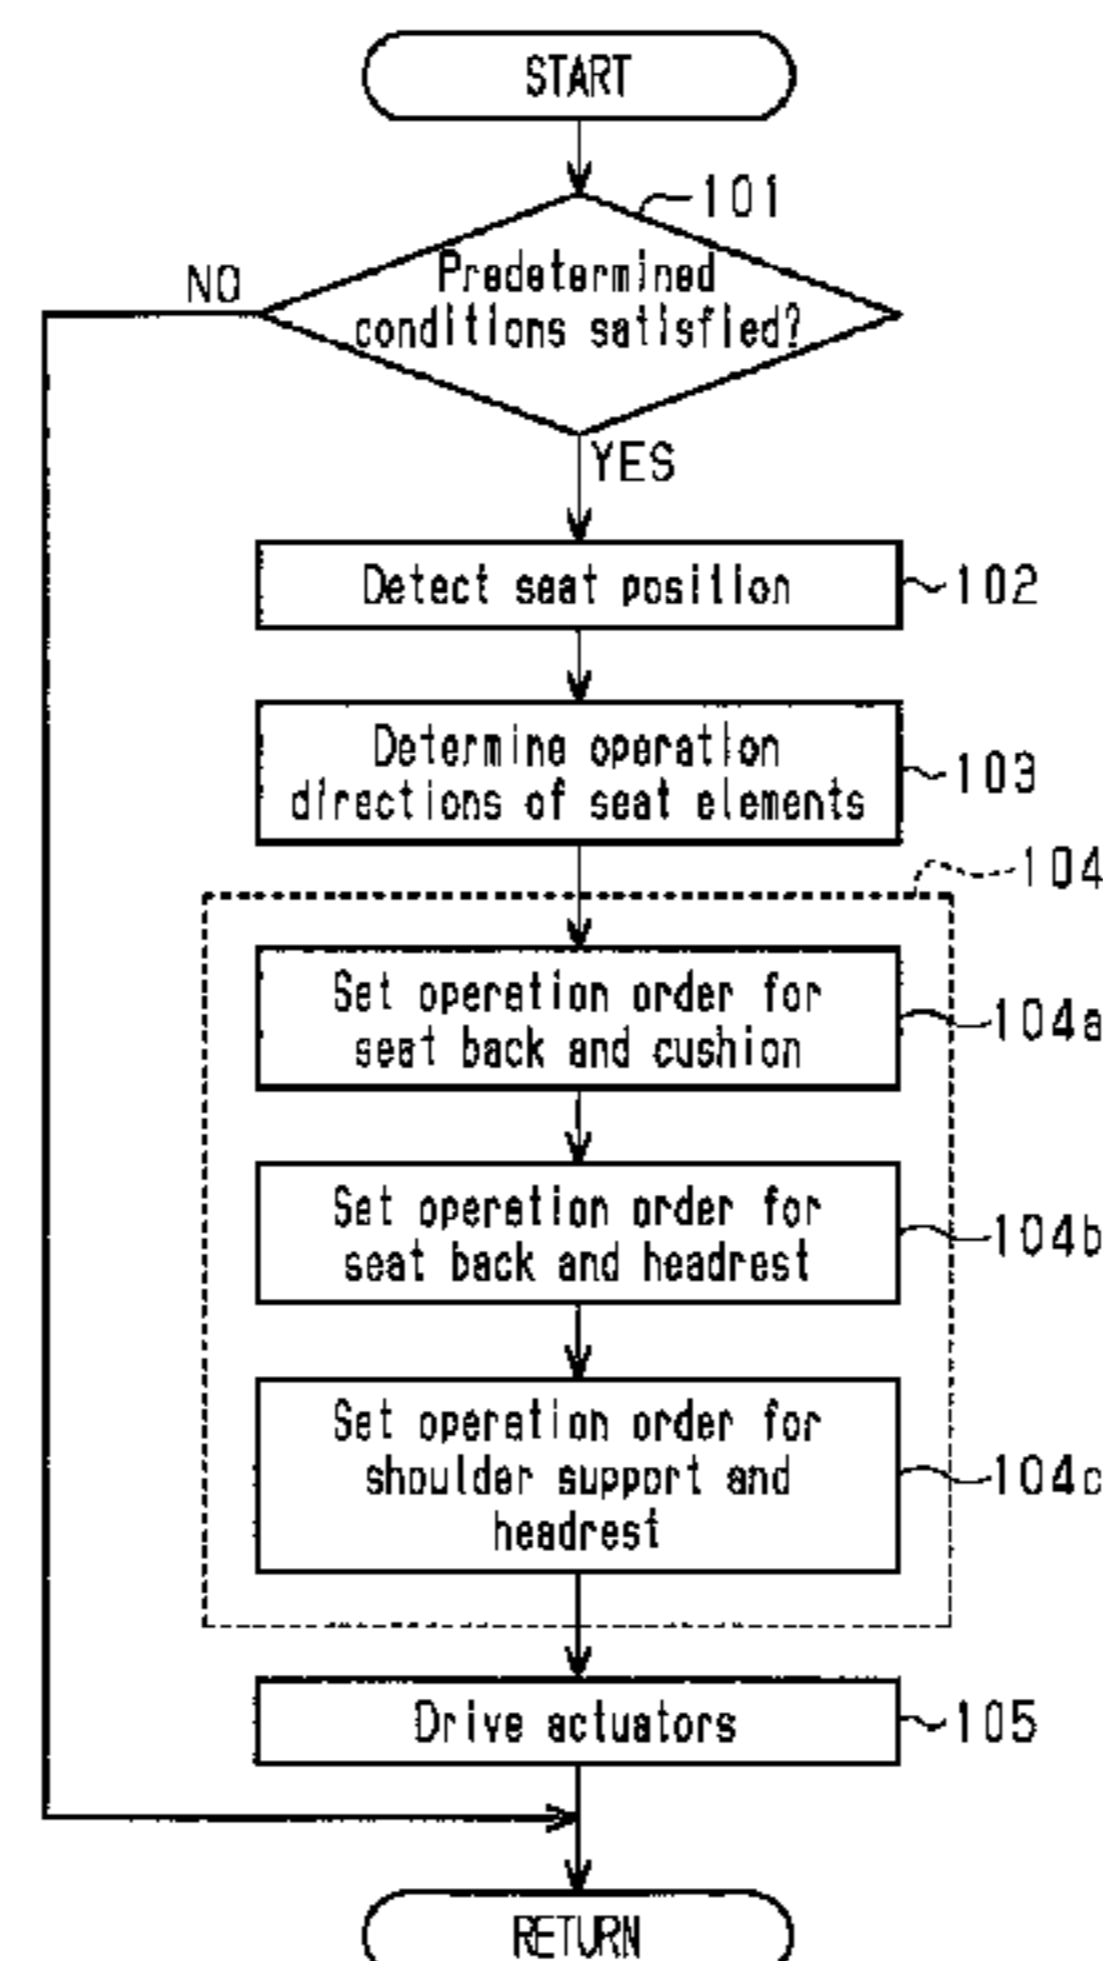 START
101
Predetermined
conditions satisfied?
NO
YES
Detect seat position
102
Determine operation
directions of seat elements
103
104
Set operation order for
seat back and cushion
104a
Set operation order for
seat back and headrest
104b
Set operation order for
shoulder support and
headrest
104c
Drive actuators
105
RETURN